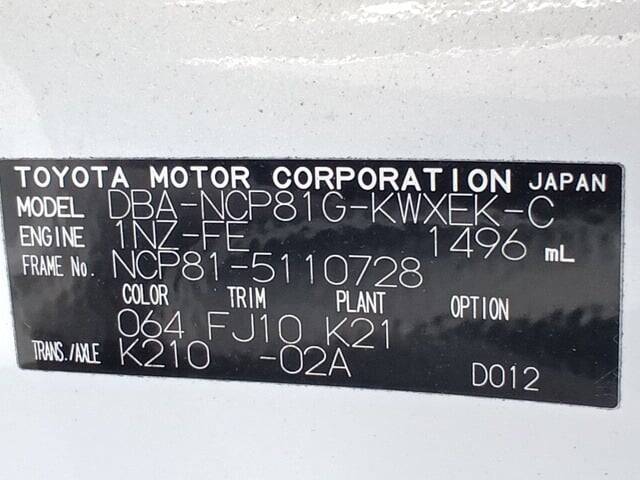 TOYOTA MOTOR CORPORATION JAPAN
MODEL DBA-NCP81G-KWXEK-C
ENGINE 1NZ-FE 1496 mL
FRAME No. NCP81-5110728
COLOR TRIM PLANT OPTION
064 FJ10 K21
TRANS./AXLE K210 -02A
D012